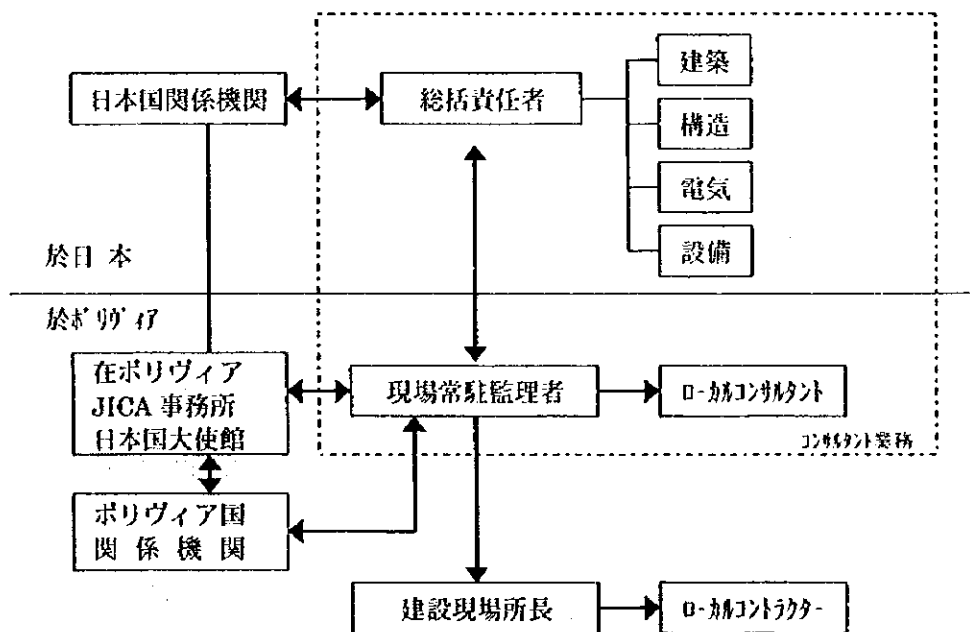 建築
日本国関係機関
総括責任者
構造
電気
設備
於日本
於ﾎﾞﾘｳﾞｨｱ
在ボリヴィア
JICA 事務所
日本国大使館
現場常駐監理者
ﾛｰｶﾙｺﾝｻﾙﾀﾝﾄ
ｺﾝｻﾙﾀﾝﾄ業務
ボリヴィア国
関係機関
建設現場所長
ﾛｰｶﾙｺﾝﾄﾗｸﾀｰ